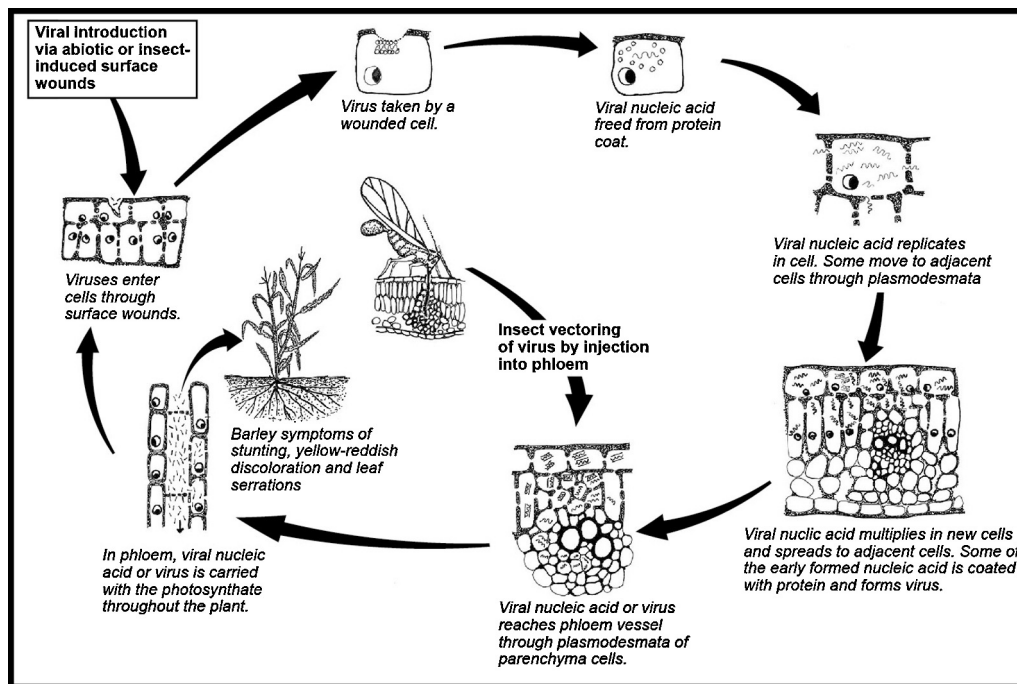 Viral Introduction
via abiotic or insect-
induced surface
wounds
Virus taken by a
wounded cell.
Viral nucleic acid
freed from protein
coat.
Viral nucleic acid replicates
in cell. Some move to adjacent
cells through plasmodesmata
Viral nuclic acid multiplies in new cells
and spreads to adjacent cells. Some of
the early formed nucleic acid is coated
with protein and forms virus.
Insect vectoring
of virus by injection
into phloem
Viral nucleic acid or virus
reaches phloem vessel
through plasmodesmata of
parenchyma cells.
In phloem, viral nucleic
acid or virus is carried
with the photosynthate
throughout the plant.
Barley symptoms of
stunting, yellow-reddish
discoloration and leaf
serrations
Viruses enter
cells through
surface wounds.